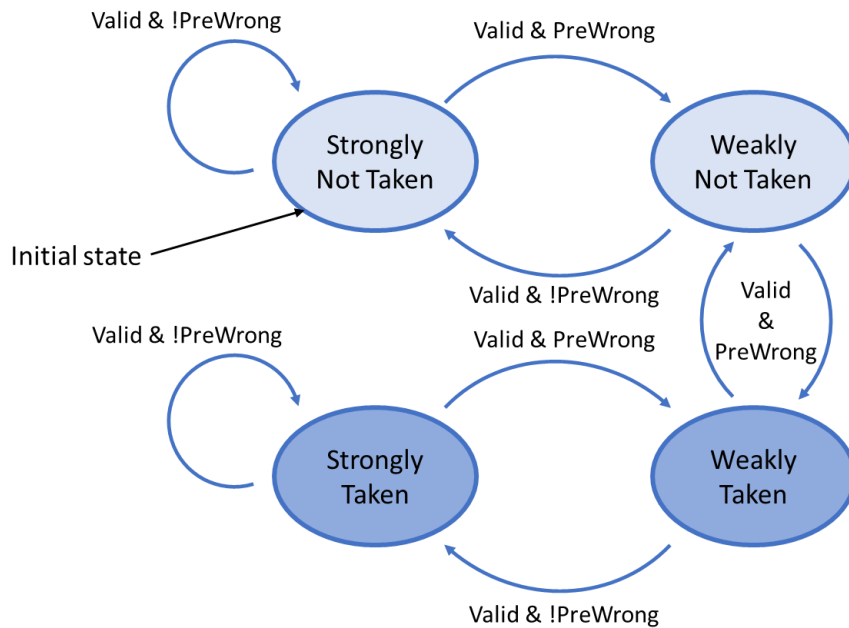 Valid & !PreWrong
Valid & PreWrong
Strongly
Not Taken
Weakly
Not Taken
Initial state
Valid & !PreWrong
Valid
&
PreWrong
Valid & !PreWrong
Valid & PreWrong
Strongly
Taken
Weakly
Taken
Valid & !PreWrong